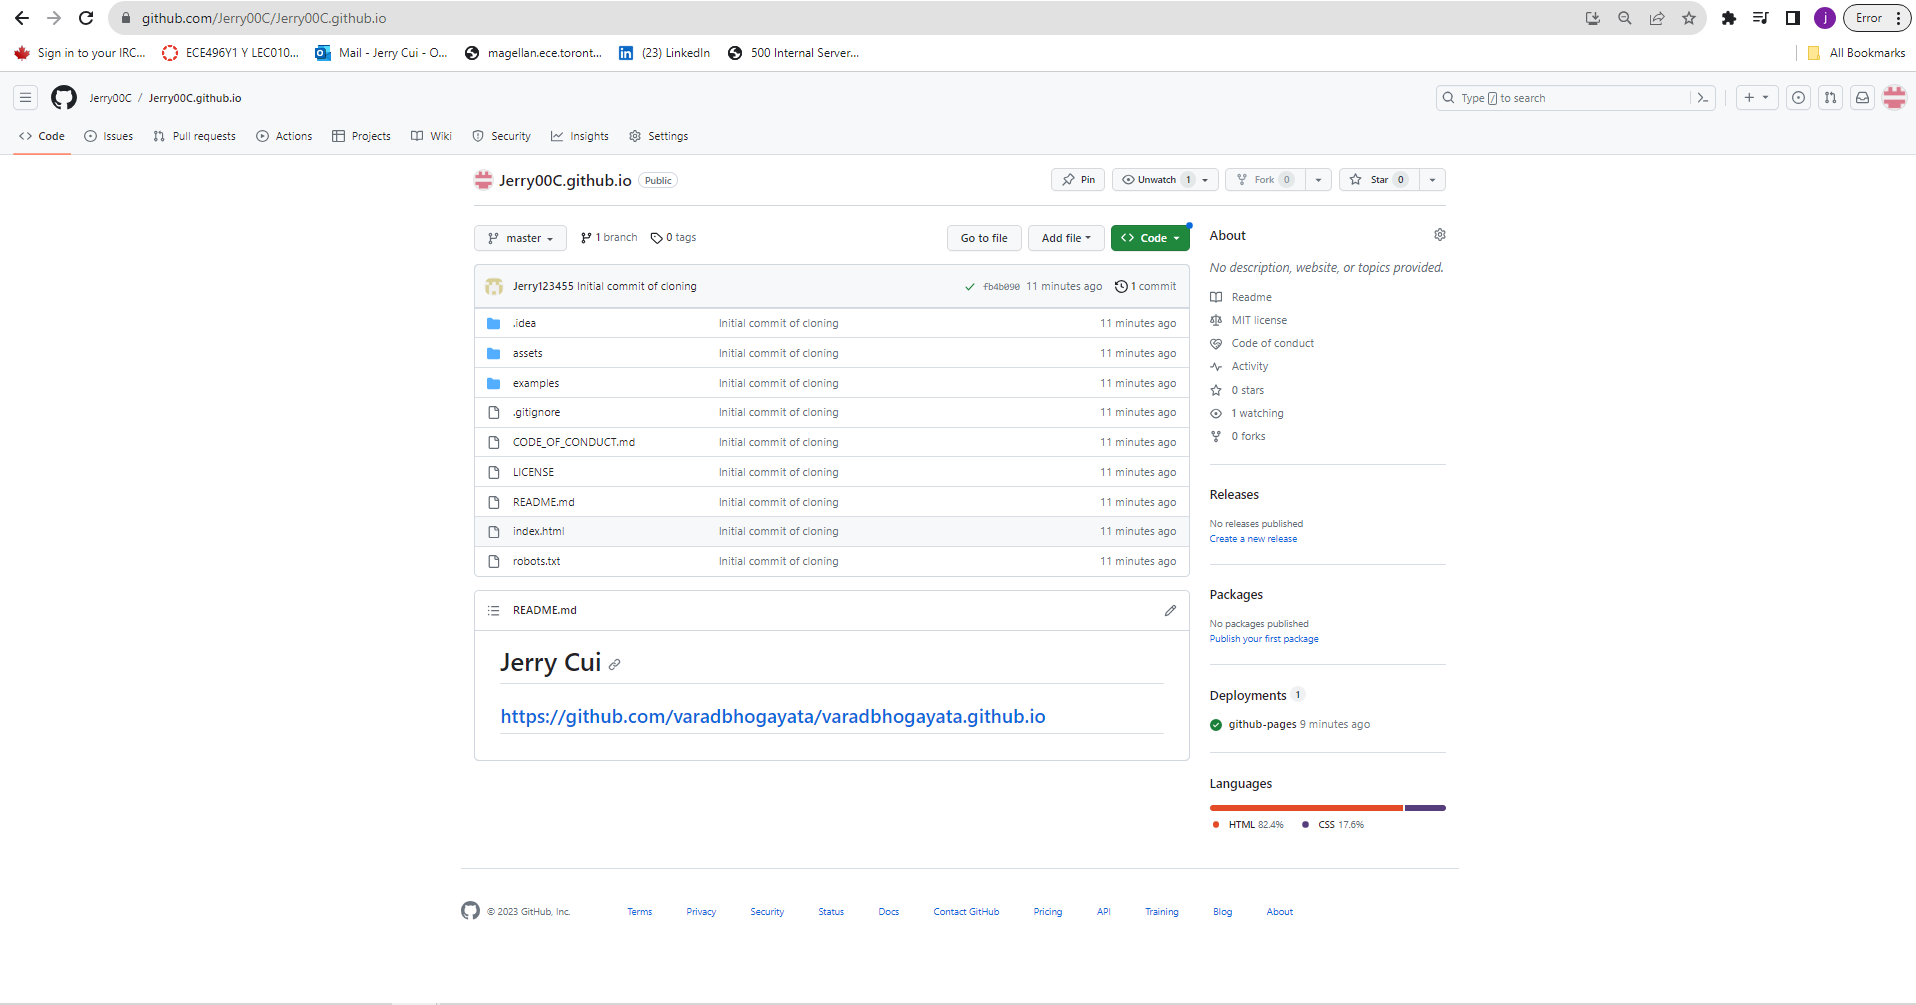 github.com/Jerry00C/Jerry00C.github.io
Error
Sign in to your IRC... ECE496Y1 Y LEC010... Mail - Jerry Cui - O... magellan.ece.toront... (23) LinkedIn 500 Internal Server... All Bookmarks
Jerry00C / Jerry00C.github.io Type / to search
Code Issues Pull requests Actions Projects Wiki Security Insights Settings
Jerry00C.github.io Public Pin Unwatch 1 Fork 0 Star 0
master 1 branch 0 tags Go to file Add file Code
Jerry123455 Initial commit of cloning fb4b090 11 minutes ago 1 commit
.idea Initial commit of cloning 11 minutes ago
assets Initial commit of cloning 11 minutes ago
examples Initial commit of cloning 11 minutes ago
.gitignore Initial commit of cloning 11 minutes ago
CODE_OF_CONDUCT.md Initial commit of cloning 11 minutes ago
LICENSE Initial commit of cloning 11 minutes ago
README.md Initial commit of cloning 11 minutes ago
index.html Initial commit of cloning 11 minutes ago
robots.txt Initial commit of cloning 11 minutes ago
README.md
Jerry Cui
https://github.com/varadbhogayata/varadbhogayata.github.io
About
No description, website, or topics provided.
Readme
MIT license
Code of conduct
Activity
0 stars
1 watching
0 forks
Releases
No releases published
Create a new release
Packages
No packages published
Publish your first package
Deployments 1
github-pages 9 minutes ago
Languages
HTML 82.4% CSS 17.6%
© 2023 GitHub, Inc. Terms Privacy Security Status Docs Contact GitHub Pricing API Training Blog About